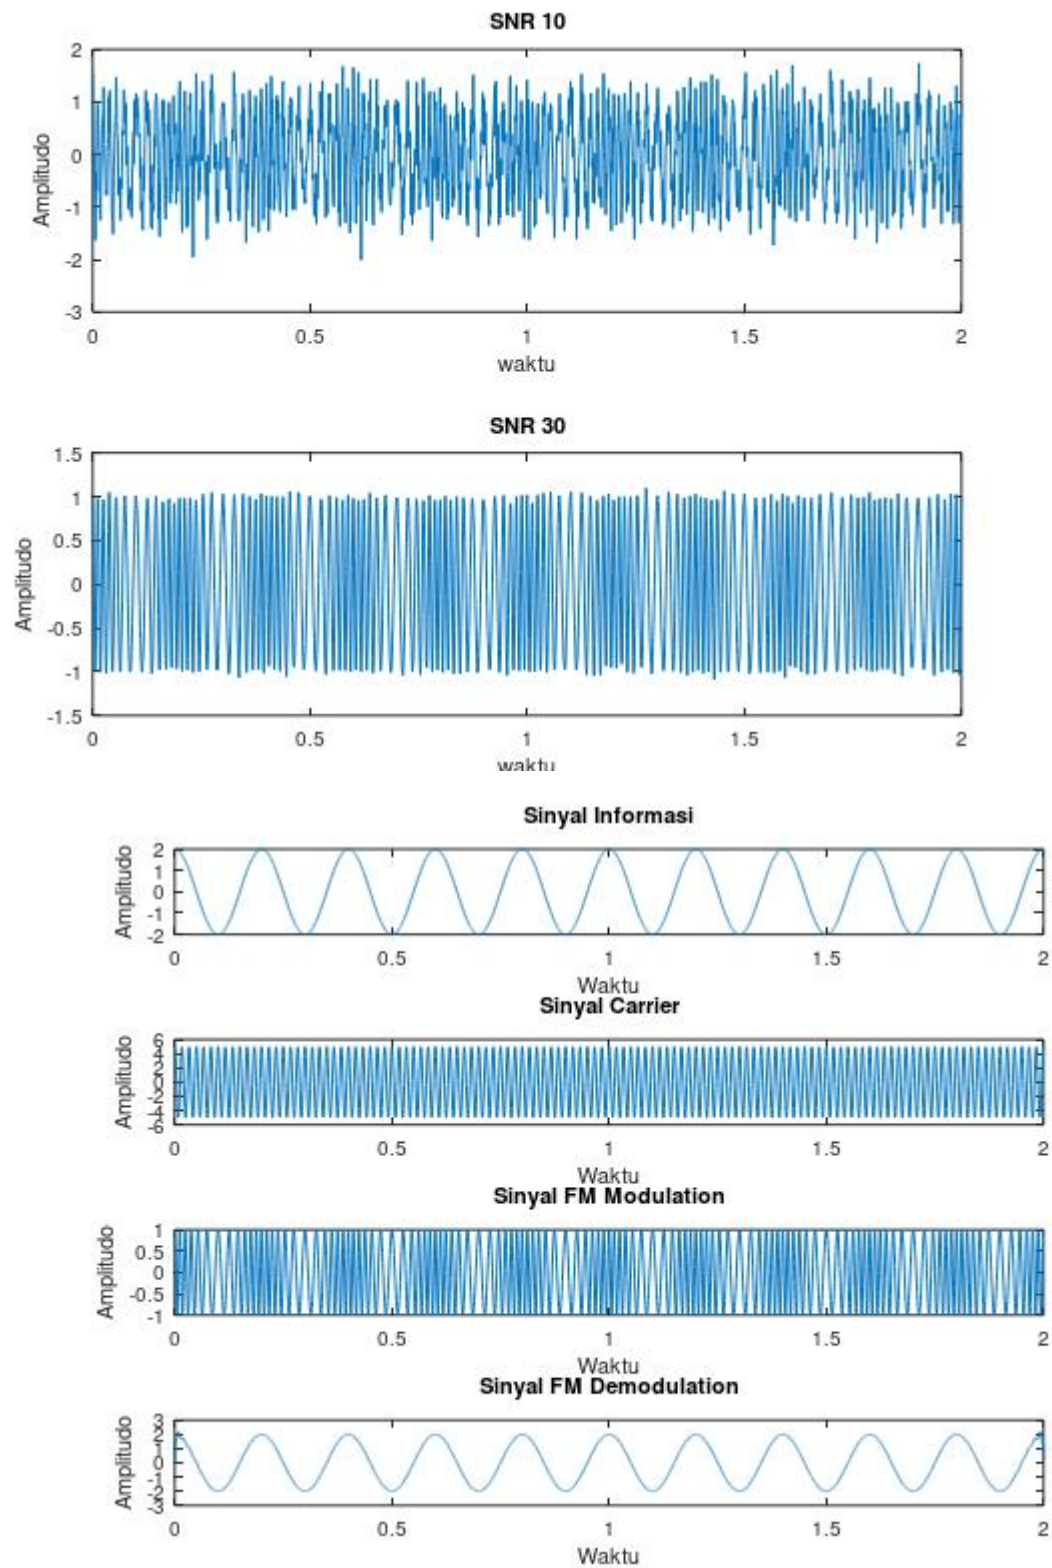 SNR 10
2
1
0
-1
-2
-3
Amplitudo
0 0.5 1 1.5 2
waktu
SNR 30
1.5
1
0.5
0
-0.5
-1
-1.5
Amplitudo
0 0.5 1 1.5 2
waktu
Sinyal Informasi
2
1
0
-1
-2
Amplitudo
0 0.5 1 1.5 2
Waktu
Sinyal Carrier
6
4
2
0
-2
-4
-6
Amplitudo
0 0.5 1 1.5 2
Waktu
Sinyal FM Modulation
1
0.5
0
-0.5
-1
Amplitudo
0 0.5 1 1.5 2
Waktu
Sinyal FM Demodulation
3
2
0
-2
-3
Amplitudo
0 0.5 1 1.5 2
Waktu